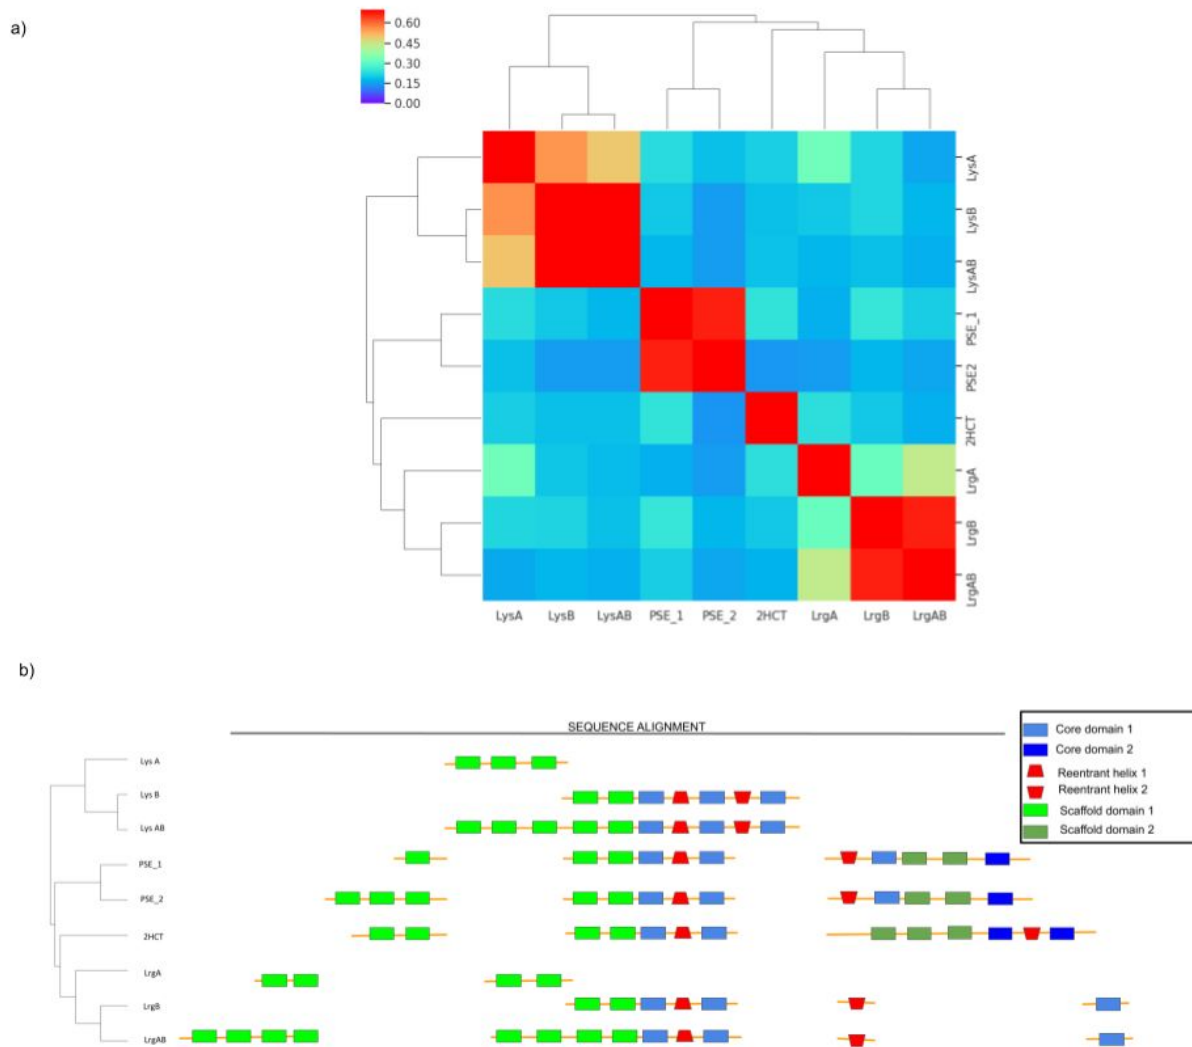 a)
0.60
0.45
0.30
0.15
0.00
LysA
LysB
LysAB
PSE_1
PSE2
2HCT
LrgA
LrgB
LrgAB
LysA LysB LysAB PSE_1 PSE_2 2HCT LrgA LrgB LrgAB
b)
SEQUENCE ALIGNMENT
Core domain 1
Core domain 2
Reentrant helix 1
Reentrant helix 2
Scaffold domain 1
Scaffold domain 2
Lys A
Lys B
Lys AB
PSE_1
PSE_2
2HCT
LrgA
LrgB
LrgAB